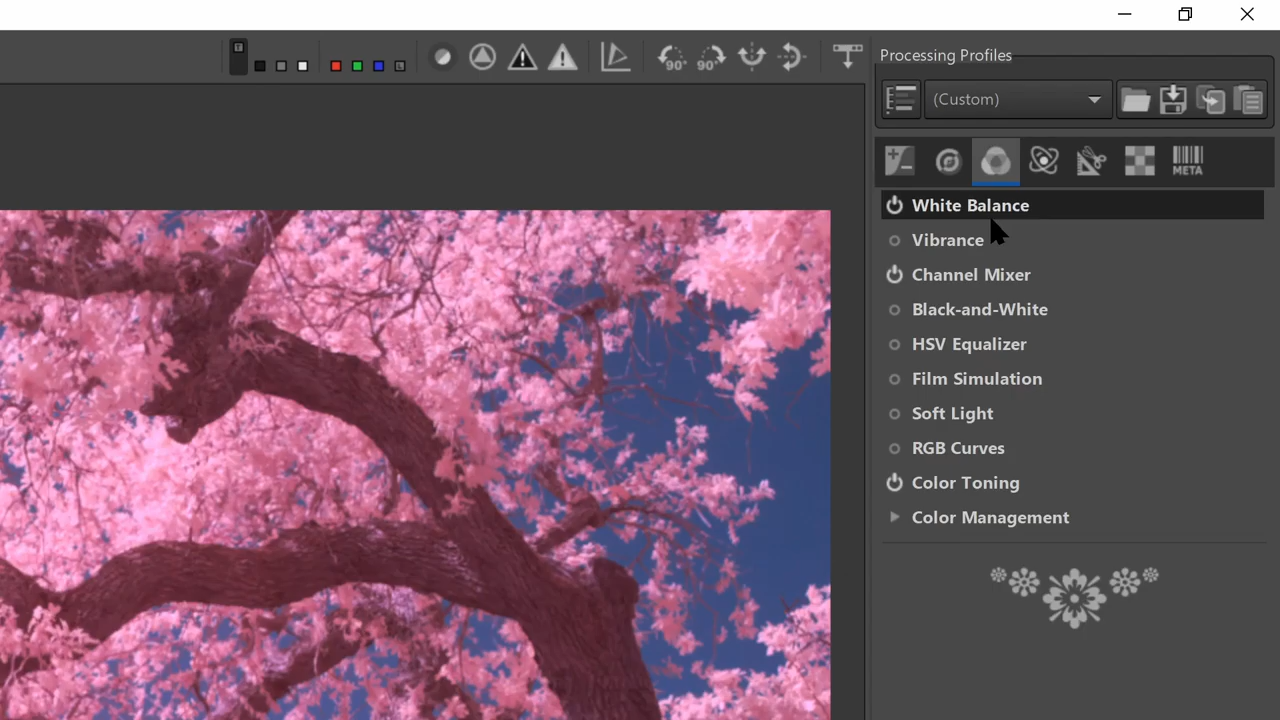 Processing Profiles
(Custom)
90°
90°
META
White Balance
Vibrance
Channel Mixer
Black-and-White
HSV Equalizer
Film Simulation
Soft Light
RGB Curves
Color Toning
Color Management